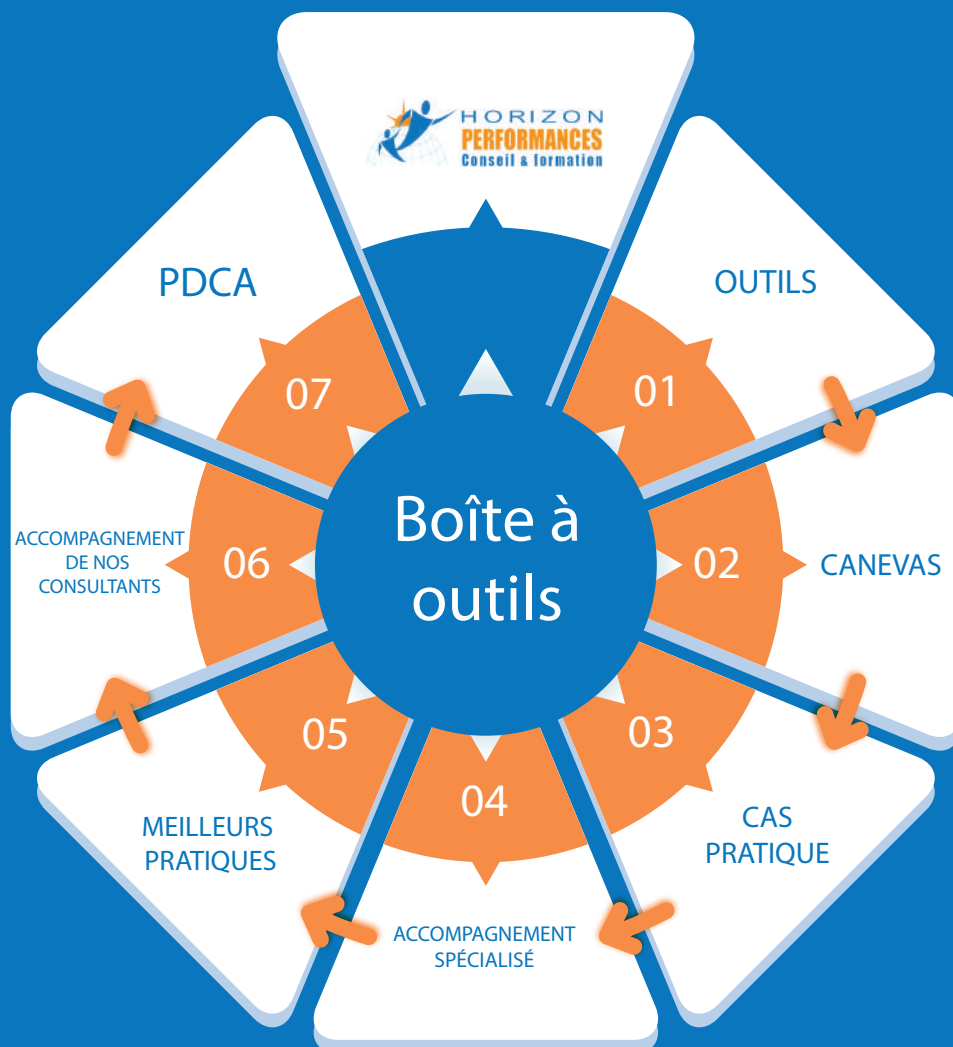 HORIZON
PERFORMANCES
Conseil & formation
Boîte à
outils
01
OUTILS
02
CANEVAS
03
CAS
PRATIQUE
04
ACCOMPAGNEMENT
SPÉCIALISÉ
05
MEILLEURS
PRATIQUES
06
ACCOMPAGNEMENT
DE NOS
CONSULTANTS
07
PDCA